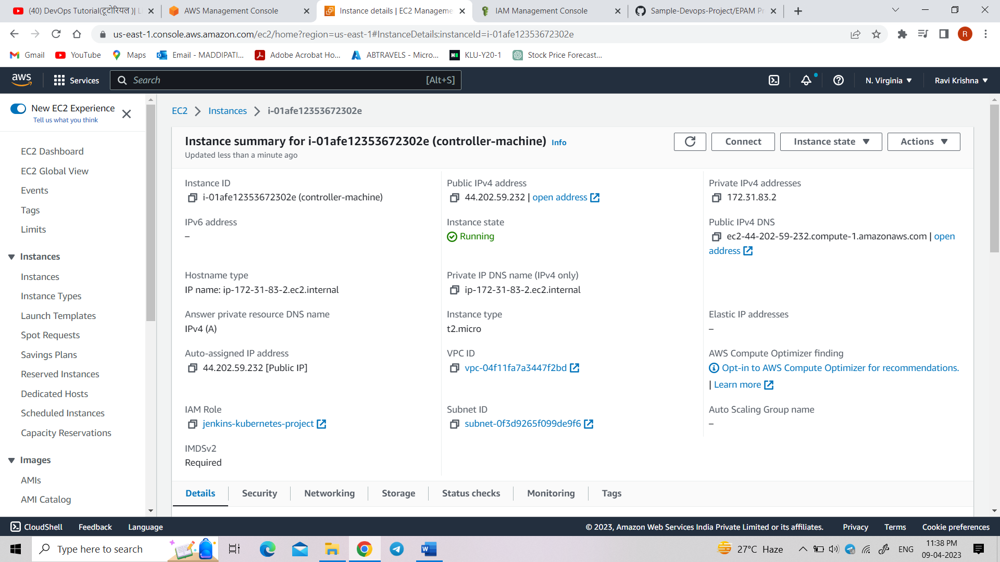 (40) DevOps Tutorial(टूटोरियल )| Li
AWS Management Console
Instance details | EC2 Manageme
IAM Management Console
Sample-Devops-Project/EPAM Pr
us-east-1.console.aws.amazon.com/ec2/home?region=us-east-1#InstanceDetails:instanceId=i-01afe12353672302e
R
Gmail
YouTube
Maps
Email - MADDIPATI...
Adobe Acrobat Ho...
ABTRAVELS - Micro...
KLU-Y20-1
Stock Price Forecast...
aws
Services
Search
[Alt+S]
N. Virginia
Ravi Krishna
New EC2 Experience
Tell us what you think
EC2 Dashboard
EC2 Global View
Events
Tags
Limits
Instances
Instances
Instance Types
Launch Templates
Spot Requests
Savings Plans
Reserved Instances
Dedicated Hosts
Scheduled Instances
Capacity Reservations
Images
AMIs
AMI Catalog
EC2
Instances
i-01afe12353672302e
Instance summary for i-01afe12353672302e (controller-machine) Info
Updated less than a minute ago
Connect
Instance state
Actions
Instance ID
i-01afe12353672302e (controller-machine)
Public IPv4 address
44.202.59.232 | open address
Private IPv4 addresses
172.31.83.2
IPv6 address
–
Instance state
Running
Public IPv4 DNS
ec2-44-202-59-232.compute-1.amazonaws.com | open
address
Hostname type
IP name: ip-172-31-83-2.ec2.internal
Private IP DNS name (IPv4 only)
ip-172-31-83-2.ec2.internal
Answer private resource DNS name
IPv4 (A)
Instance type
t2.micro
Elastic IP addresses
–
Auto-assigned IP address
44.202.59.232 [Public IP]
VPC ID
vpc-04f11fa7a3447f2bd
AWS Compute Optimizer finding
Opt-in to AWS Compute Optimizer for recommendations.
| Learn more
IAM Role
jenkins-kubernetes-project
Subnet ID
subnet-0f3d9265f099de9f6
Auto Scaling Group name
–
IMDSv2
Required
Details
Security
Networking
Storage
Status checks
Monitoring
Tags
CloudShell
Feedback
Language
© 2023, Amazon Web Services India Private Limited or its affiliates.
Privacy
Terms
Cookie preferences
Type here to search
27°C Haze
ENG
11:38 PM
09-04-2023